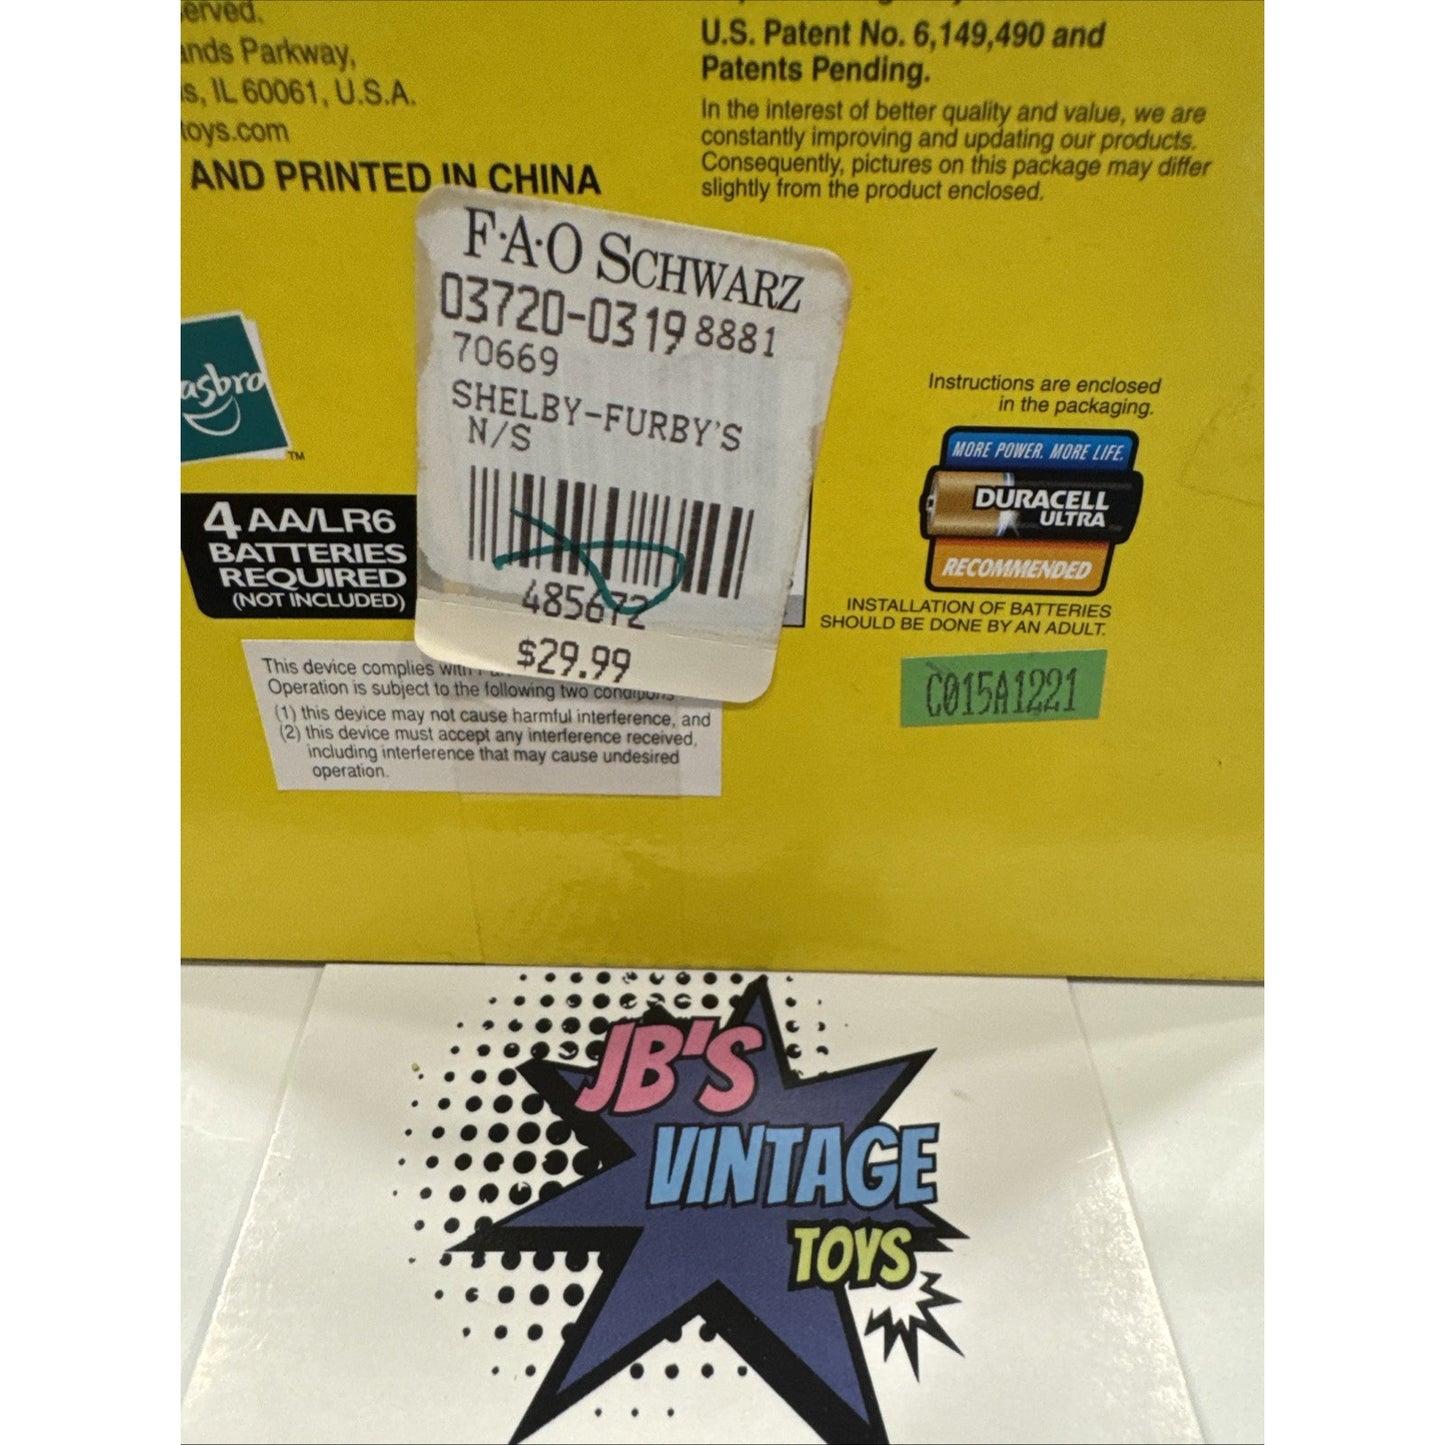 erved.
ands Parkway,
s, IL 60061, U.S.A.
toys.com
AND PRINTED IN CHINA
U.S. Patent No. 6,149,490 and
Patents Pending.
In the interest of better quality and value, we are
constantly improving and updating our products.
Consequently, pictures on this package may differ
slightly from the product enclosed.
F·A·O SCHWARZ
03720-0319 8881
70669
SHELBY-FURBY'S
N/S
485672
$29.99
asbro
TM
4 AA/LR6
BATTERIES
REQUIRED
(NOT INCLUDED)
Instructions are enclosed
in the packaging.
MORE POWER. MORE LIFE.
DURACELL
ULTRA
RECOMMENDED
INSTALLATION OF BATTERIES
SHOULD BE DONE BY AN ADULT.
C015A1221
This device complies with
Operation is subject to the following two conditions
(1) this device may not cause harmful interference, and
(2) this device must accept any interference received,
including interference that may cause undesired
operation.
JB'S
VINTAGE
TOYS